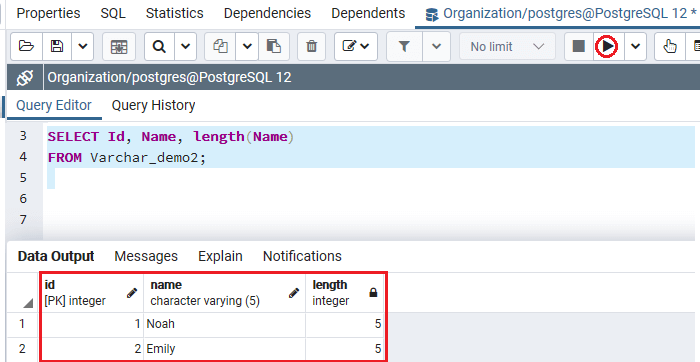 Properties SQL Statistics Dependencies Dependents Organization/postgres@PostgreSQL 12 *
No limit
Organization/postgres@PostgreSQL 12
Query Editor Query History
3 SELECT Id, Name, length(Name)
4 FROM Varchar_demo2;
5
6
7
Data Output Messages Explain Notifications
id name length
[PK] integer character varying (5) integer
1 1 Noah 5
2 2 Emily 5